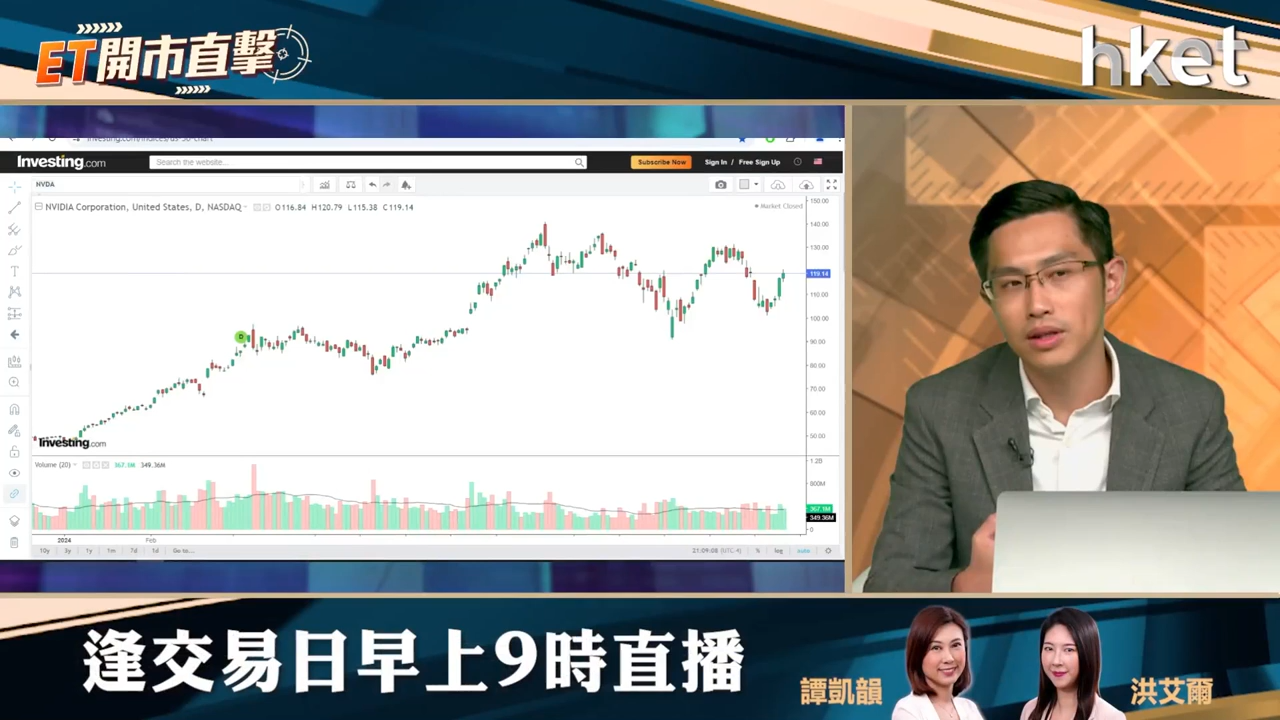 ET開市直擊
hket
Investing.com
Search the website...
Subscribe Now
Sign In / Free Sign Up
NVDA
NVIDIA Corporation, United States, D, NASDAQ
O116.84 H120.79 L115.38 C119.14
Market Closed
150.00
140.00
130.00
119.14
110.00
100.00
90.00
80.00
70.00
60.00
50.00
D
Investing.com
Volume (20)
367.1M
349.36M
1.2B
800M
367.1M
349.36M
0
2024
Feb
10y
3y
1y
1m
7d
1d
Go to...
21:09:08 (UTC-4)
%
log
auto
逢交易日早上9時直播
譚凱韻
洪艾爾